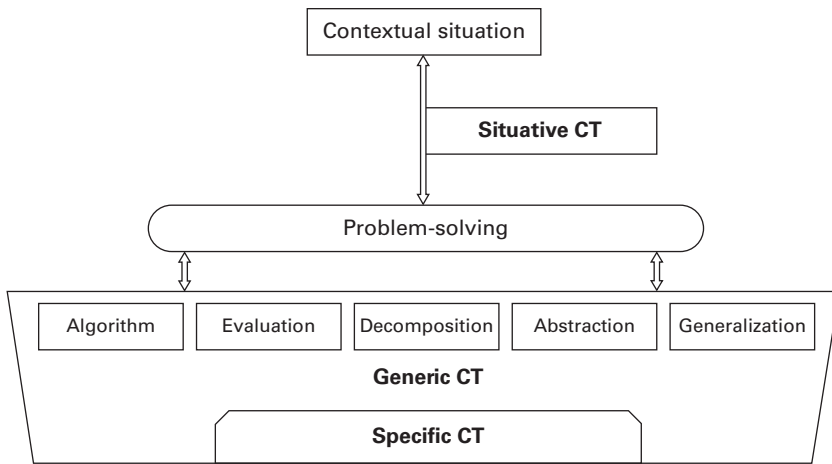 Contextual situation
Situative CT
Problem-solving
Algorithm
Evaluation
Decomposition
Abstraction
Generalization
Generic CT
Specific CT